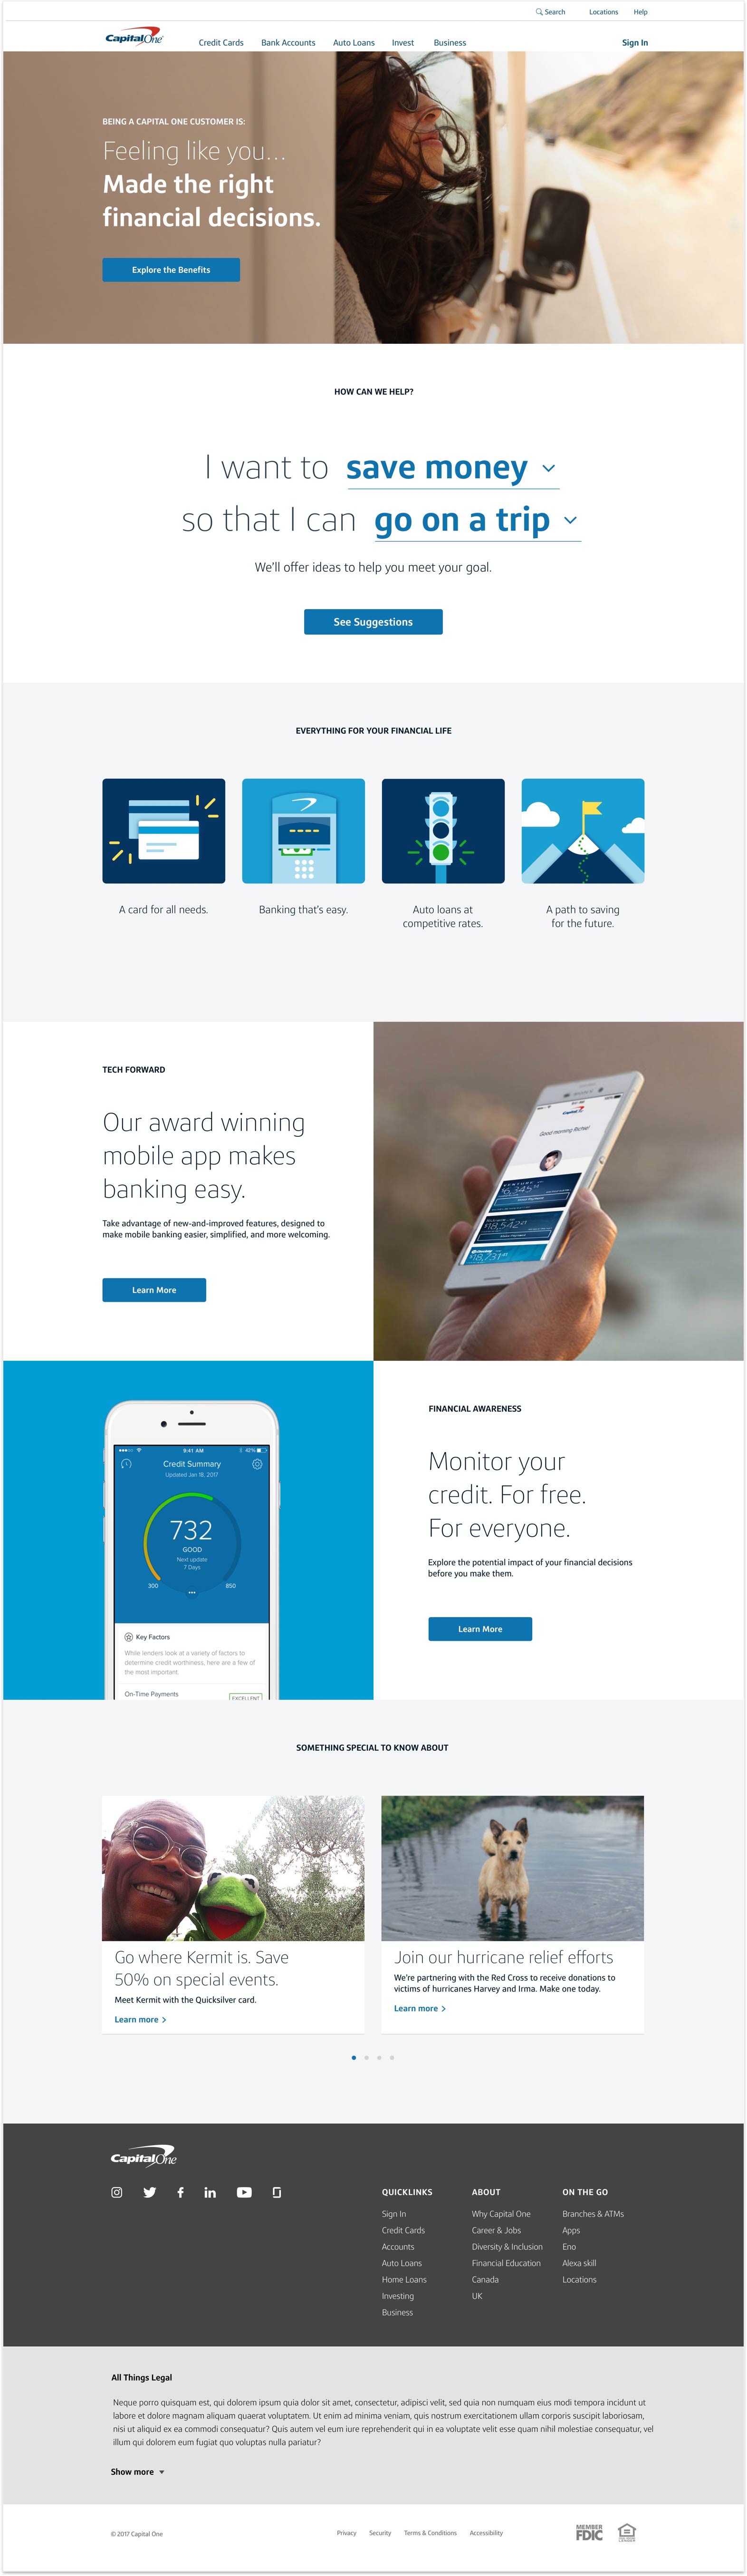 Search Locations Help
Capital One
Credit Cards Bank Accounts Auto Loans Invest Business Sign In
BEING A CAPITAL ONE CUSTOMER IS:
Feeling like you...
Made the right
financial decisions.
Explore the Benefits
HOW CAN WE HELP?
I want to save money
so that I can go on a trip
We'll offer ideas to help you meet your goal.
See Suggestions
EVERYTHING FOR YOUR FINANCIAL LIFE
A card for all needs.
Banking that's easy.
Auto loans at
competitive rates.
A path to saving
for the future.
TECH FORWARD
Our award winning
mobile app makes
banking easy.
Take advantage of new-and-improved features, designed to
make mobile banking easier, simplified, and more welcoming.
Learn More
Capital One
Good morning Richie!
FINANCIAL AWARENESS
Monitor your
credit. For free.
For everyone.
Explore the potential impact of your financial decisions
before you make them.
Learn More
9:41 AM 42%
Credit Summary
Updated Jan 18, 2017
732
GOOD
Next update
7 Days
300 850
Key Factors
While lenders look at a variety of factors to
determine credit worthiness, here are a few of
the most important.
On-Time Payments
EXCELLENT
SOMETHING SPECIAL TO KNOW ABOUT
Go where Kermit is. Save
50% on special events.
Meet Kermit with the Quicksilver card.
Learn more
Join our hurricane relief efforts
We're partnering with the Red Cross to receive donations to
victims of hurricanes Harvey and Irma. Make one today.
Learn more
Capital One
QUICKLINKS
Sign In
Credit Cards
Accounts
Auto Loans
Home Loans
Investing
Business
ABOUT
Why Capital One
Career & Jobs
Diversity & Inclusion
Financial Education
Canada
UK
ON THE GO
Branches & ATMs
Apps
Eno
Alexa skill
Locations
All Things Legal
Neque porro quisquam est, qui dolorem ipsum quia dolor sit amet, consectetur, adipisci velit, sed quia non numquam eius modi tempora incidunt ut
labore et dolore magnam aliquam quaerat voluptatem. Ut enim ad minima veniam, quis nostrum exercitationem ullam corporis suscipit laboriosam,
nisi ut aliquid ex ea commodi consequatur? Quis autem vel eum iure reprehenderit qui in ea voluptate velit esse quam nihil molestiae consequatur, vel
illum qui dolorem eum fugiat quo voluptas nulla pariatur?
Show more
© 2017 Capital One
Privacy Security Terms & Conditions Accessibility
MEMBER
FDIC